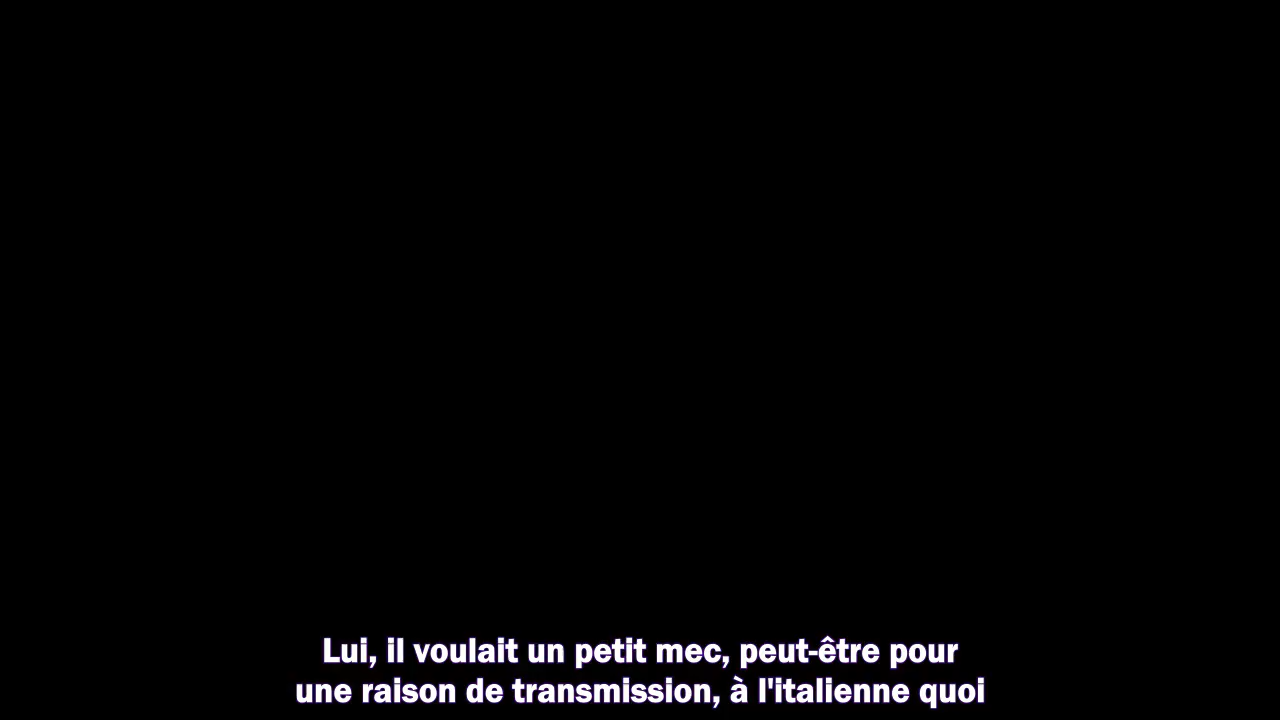 Lui, il voulait un petit mec, peut-être pour
une raison de transmission, à l'italienne quoi